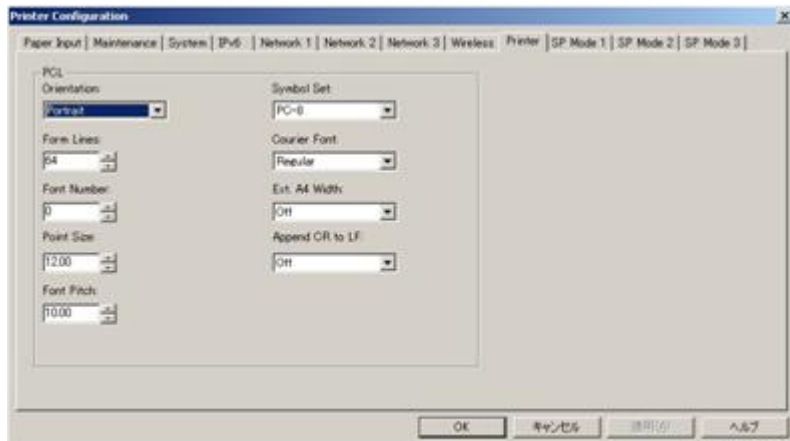 Printer Configuration
Paper Input | Maintenance | System | IPv6 | Network 1 | Network 2 | Network 3 | Wireless | Printer | SP Mode 1 | SP Mode 2 | SP Mode 3
PCL
Orientation: Symbol Set:
Portrait PC-8
Form Lines: Courier Font:
64 Regular
Font Number: Ext. A4 Width:
0 Off
Point Size: Append CR to LF:
12.00 Off
Font Pitch:
10.00
OK キャンセル 適用(A) ヘルプ